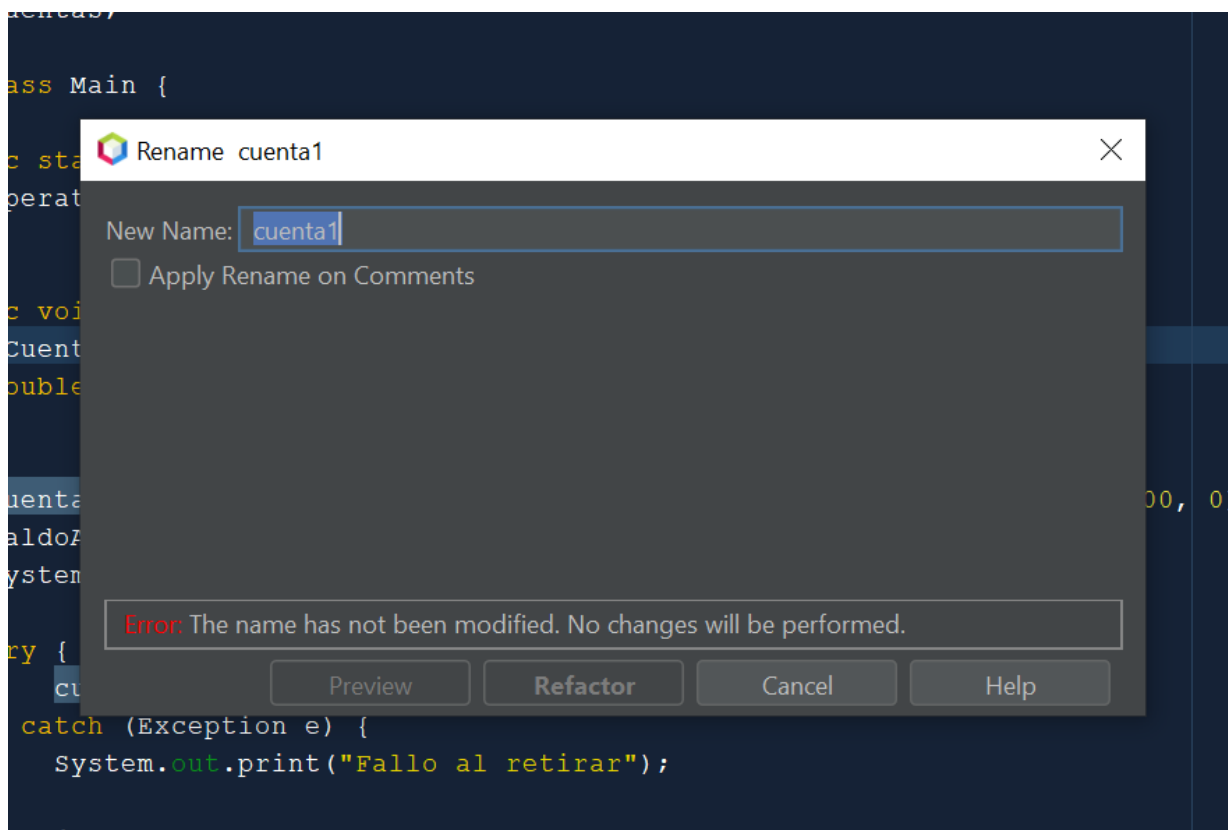 ass Main {
Rename cuenta1
c sta
perat
New Name: cuenta1
Apply Rename on Comments
c voi
Cuent
ouble
uenta
00, 0
aldoA
ystem
Error: The name has not been modified. No changes will be performed.
ry {
cu
Preview Refactor Cancel Help
catch (Exception e) {
System.out.print("Fallo al retirar");